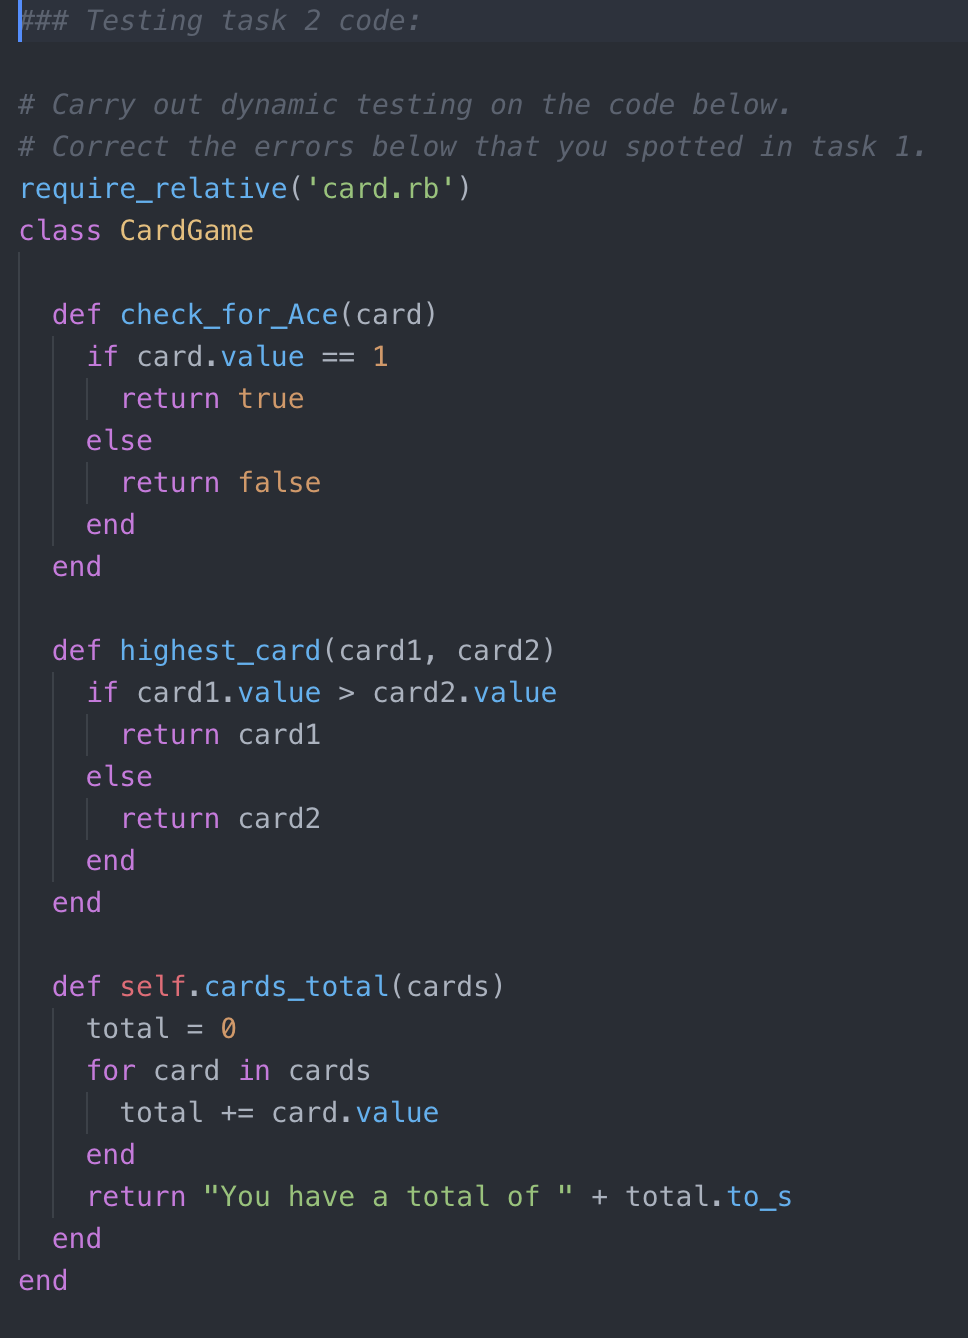 ### Testing task 2 code:
# Carry out dynamic testing on the code below.
# Correct the errors below that you spotted in task 1.
require_relative('card.rb')
class CardGame
  def check_for_Ace(card)
    if card.value == 1
      return true
    else
      return false
    end
  end
  def highest_card(card1, card2)
    if card1.value > card2.value
      return card1
    else
      return card2
    end
  end
  def self.cards_total(cards)
    total = 0
    for card in cards
      total += card.value
    end
    return "You have a total of " + total.to_s
  end
end